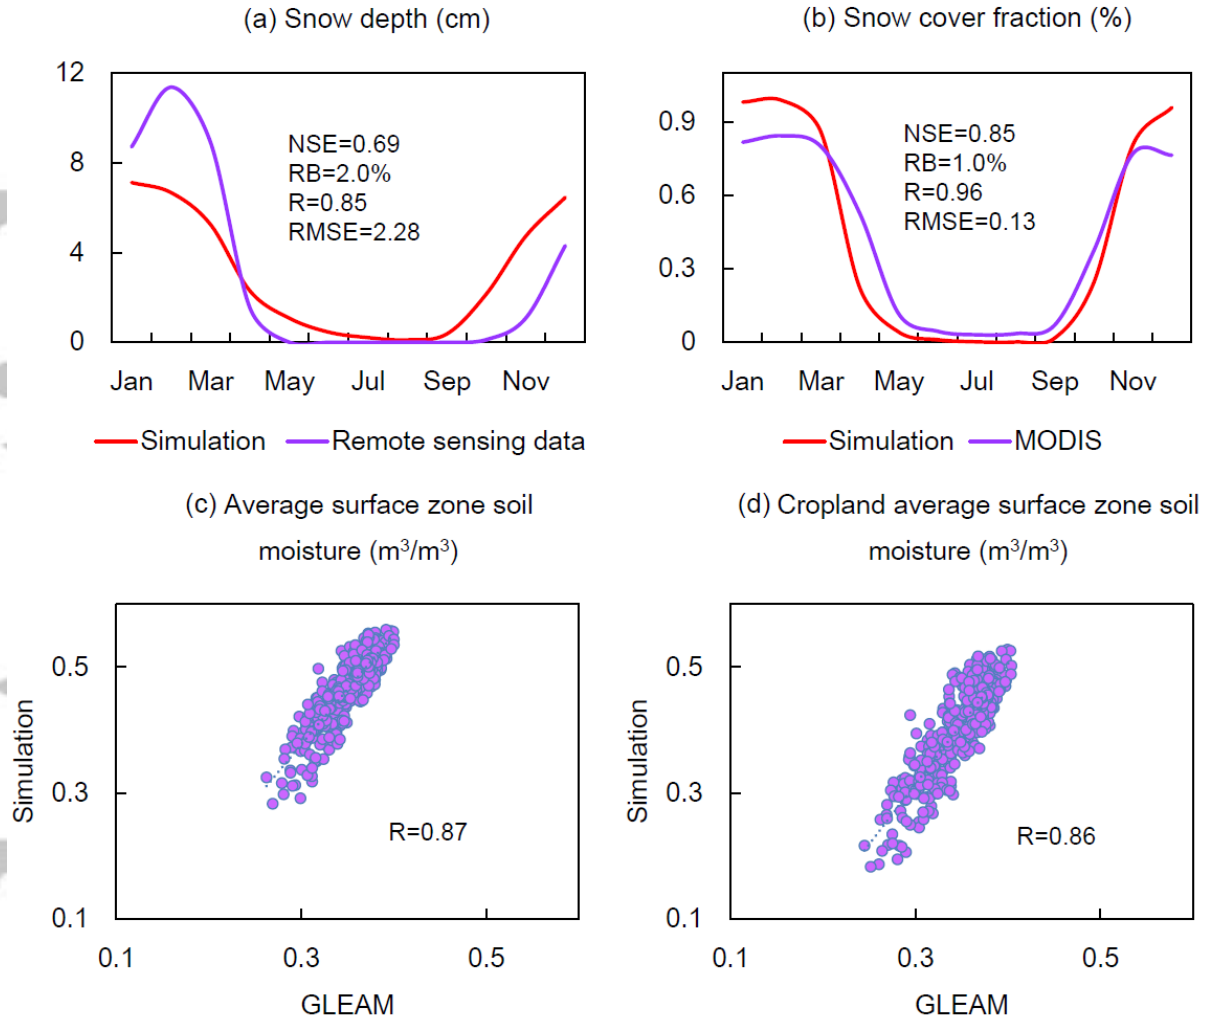 (a) Snow depth (cm)
12
8
4
0
NSE=0.69
RB=2.0%
R=0.85
RMSE=2.28
Jan Mar May Jul Sep Nov
Simulation Remote sensing data
(b) Snow cover fraction (%)
0.9
0.6
0.3
0
NSE=0.85
RB=1.0%
R=0.96
RMSE=0.13
Jan Mar May Jul Sep Nov
Simulation MODIS
(c) Average surface zone soil
moisture (m³/m³)
Simulation
0.5
0.3
0.1
R=0.87
0.1 0.3 0.5
GLEAM
(d) Cropland average surface zone soil
moisture (m³/m³)
Simulation
0.5
0.3
0.1
R=0.86
0.1 0.3 0.5
GLEAM